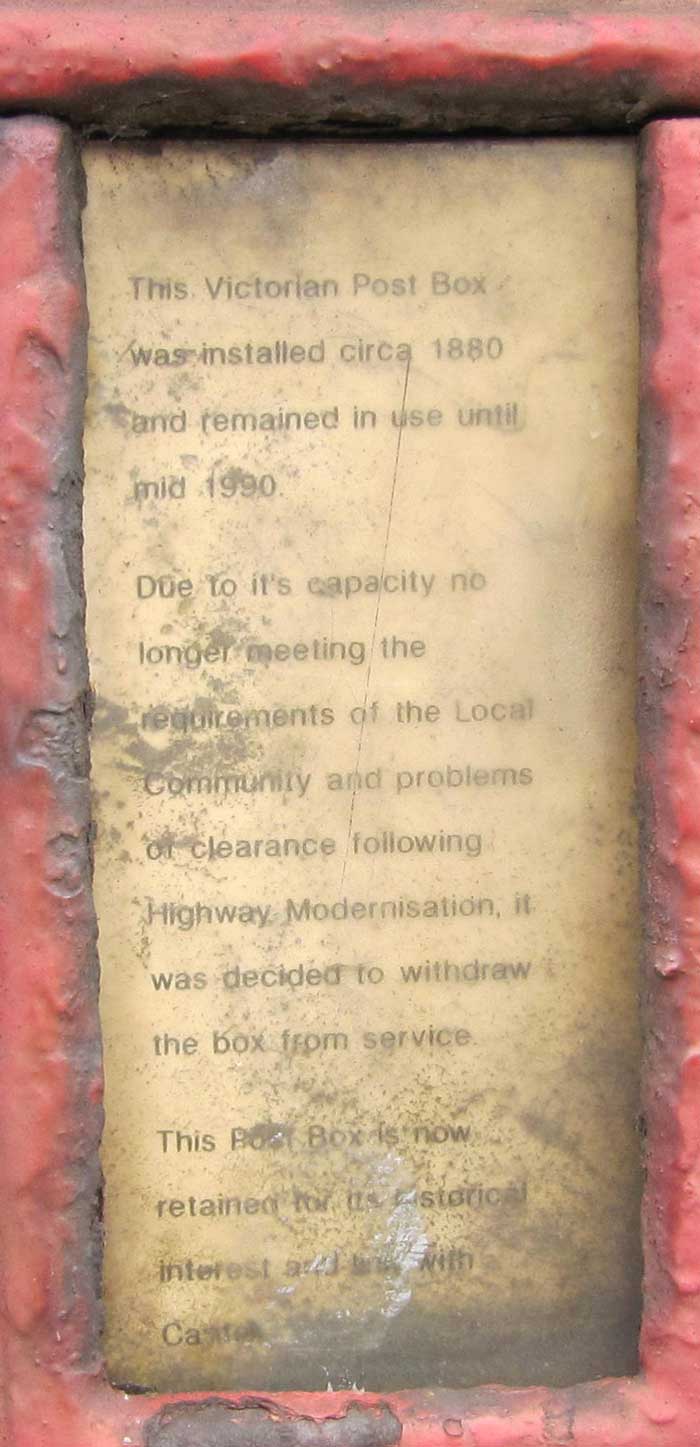 This Victorian Post Box
was installed circa 1880
and remained in use until
mid 1990.
Due to it's capacity no
longer meeting the
requirements of the Local
Community and problems
of clearance following
Highway Modernisation, it
was decided to withdraw
the box from service.
This Post Box is now
retained for its historical
interest and link with